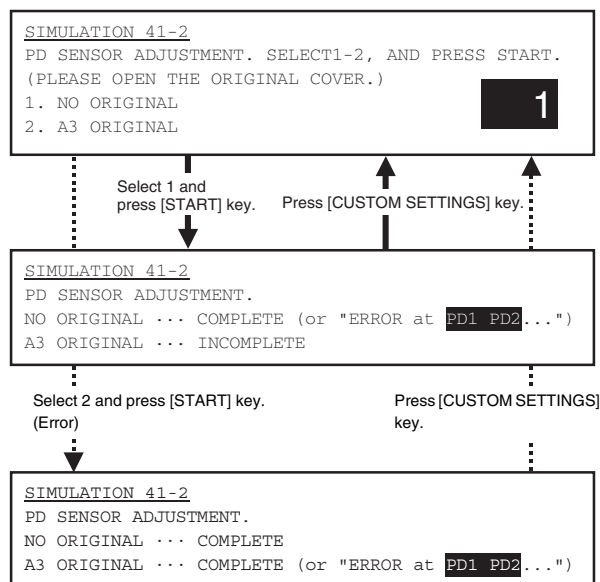 SIMULATION 41-2
PD SENSOR ADJUSTMENT. SELECT1-2, AND PRESS START.
(PLEASE OPEN THE ORIGINAL COVER.)
1. NO ORIGINAL
1
2. A3 ORIGINAL
Select 1 and
press [START] key.
Press [CUSTOM SETTINGS] key.
SIMULATION 41-2
PD SENSOR ADJUSTMENT.
NO ORIGINAL ··· COMPLETE (or "ERROR at PD1 PD2...")
A3 ORIGINAL ··· INCOMPLETE
Select 2 and press [START] key.
(Error)
Press [CUSTOM SETTINGS]
key.
SIMULATION 41-2
PD SENSOR ADJUSTMENT.
NO ORIGINAL ··· COMPLETE
A3 ORIGINAL ··· COMPLETE (or "ERROR at PD1 PD2...")